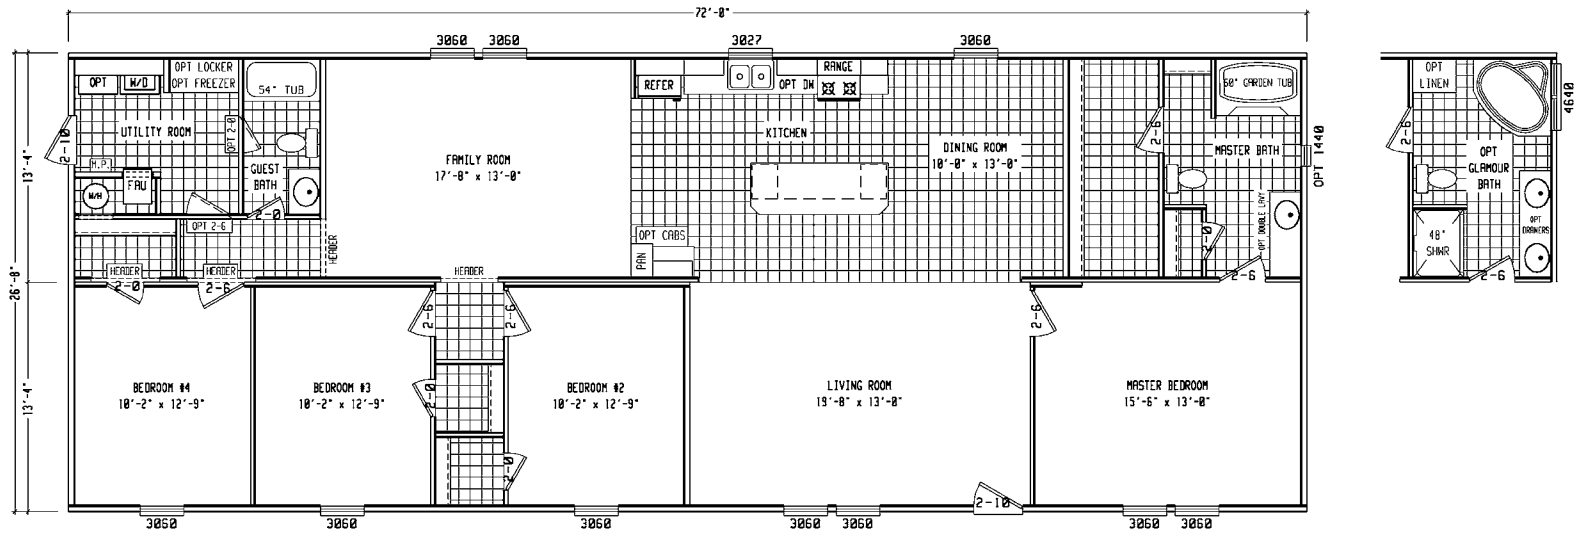 72'-0"
3060
3060
3027
3060
OPT
W/D
OPT LOCKER
OPT FREEZER
54" TUB
REFER
OPT DW
RANGE
60" GARDEN TUB
OPT
LINEN
4640
2-10
UTILITY ROOM
OPT 2-0
KITCHEN
2-6
2-6
13'-4"
FAMILY ROOM
17'-8" x 13'-0"
DINING ROOM
10'-0" x 13'-0"
MASTER BATH
OPT 1440
OPT
GLAMOUR
BATH
M.P.
W/H
FAU
GUEST
BATH
2-0
OPT 2-6
HEADER
OPT CABS
PAN
2-0
OPT DOUBLE LAVY
48"
SHWR
OPT
DRAWERS
26'-8"
HEADER
HEADER
HEADER
2-0
2-6
2-6
2-6
2-6
2-6
2-6
13'-4"
BEDROOM #4
10'-2" x 12'-9"
BEDROOM #3
10'-2" x 12'-9"
2-0
BEDROOM #2
10'-2" x 12'-9"
LIVING ROOM
19'-8" x 13'-0"
MASTER BEDROOM
15'-6" x 13'-0"
2-0
2-10
3060
3060
3060
3060
3060
3060
3060